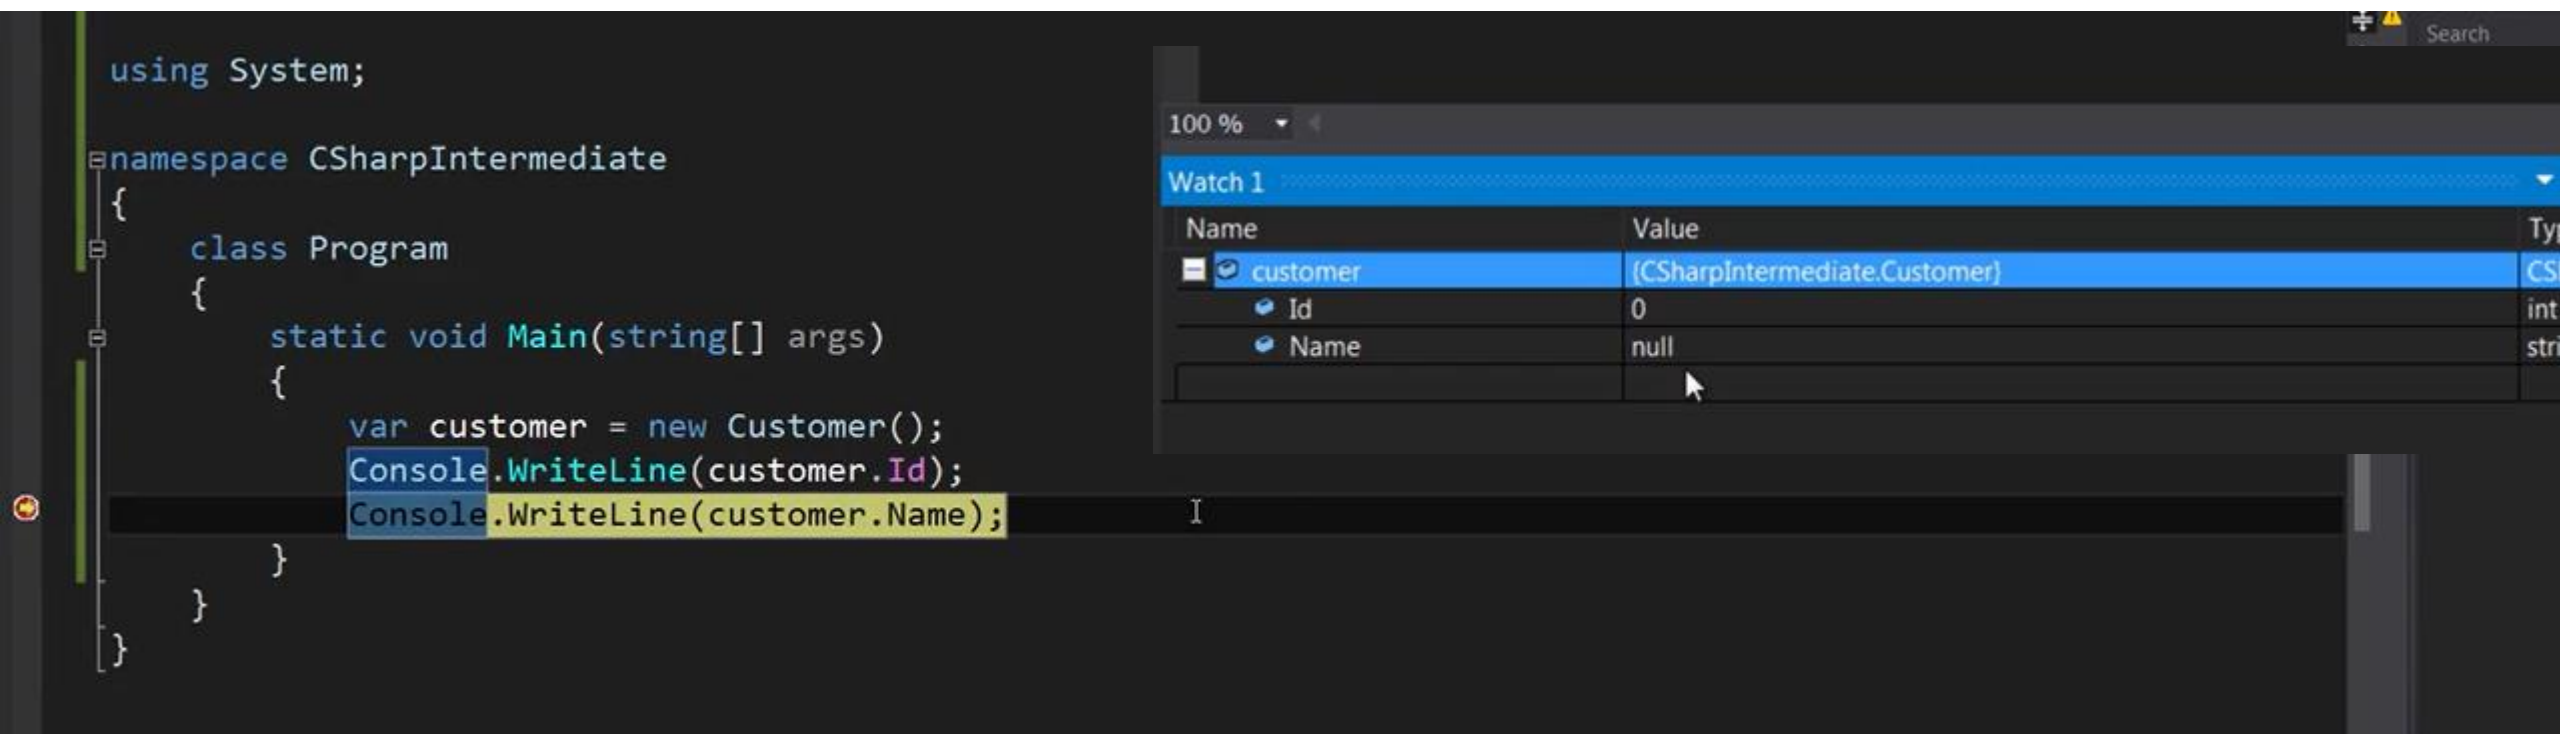 Search
using System;
namespace CSharpIntermediate
{
class Program
{
static void Main(string[] args)
{
var customer = new Customer();
Console.WriteLine(customer.Id);
Console.WriteLine(customer.Name);
}
}
}
100 %
Watch 1
Name Value
customer {CSharpIntermediate.Customer}
Id 0 int
Name null